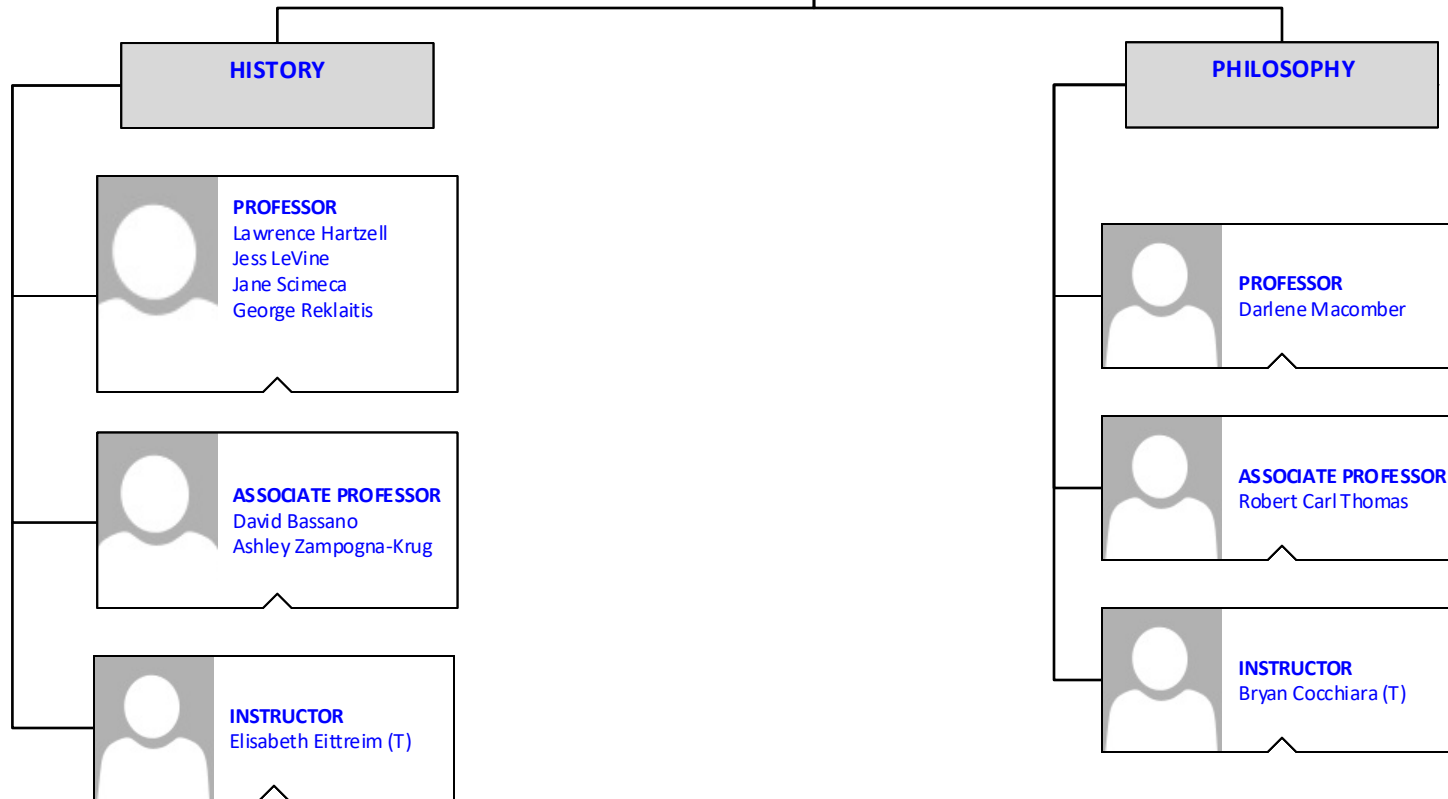 HISTORY
PROFESSOR
Lawrence Hartzell
Jess LeVine
Jane Scimeca
George Reklaitis
ASSOCIATE PROFESSOR
David Bassano
Ashley Zampogna-Krug
INSTRUCTOR
Elisabeth Eittreim (T)
PHILOSOPHY
PROFESSOR
Darlene Macomber
ASSOCIATE PROFESSOR
Robert Carl Thomas
INSTRUCTOR
Bryan Cocchiara (T)